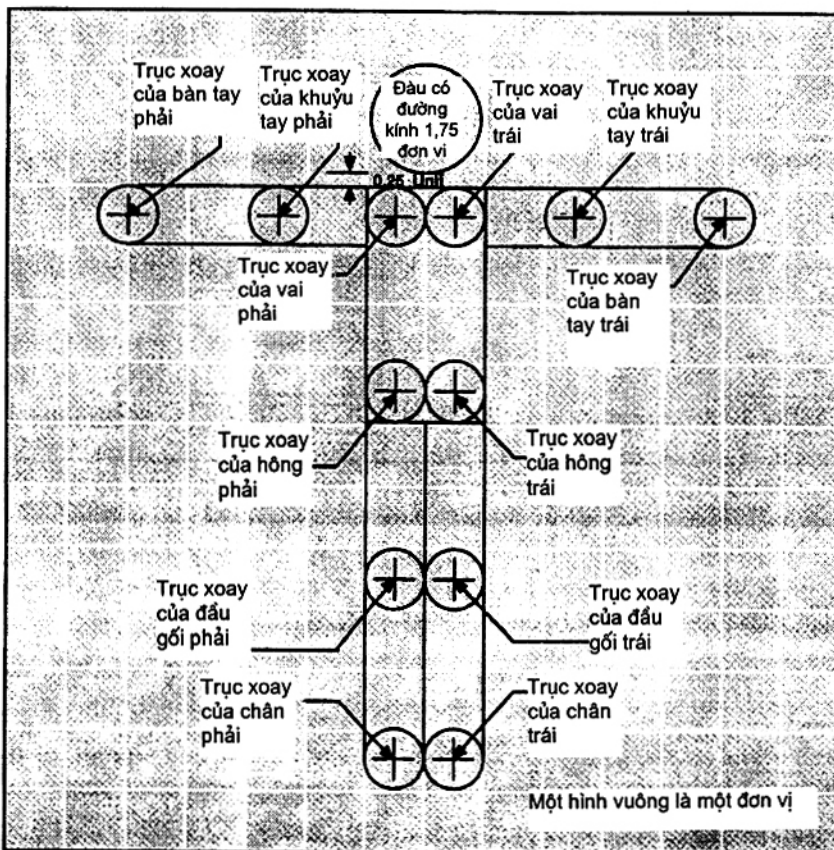 Trục xoay
của bàn tay
phải
Trục xoay
của khuỷu
tay phải
Đàu có
đường
kính 1,75
đơn vi
Trục xoay
của vai
trái
Trục xoay
của khuỷu
tay trái
0,25 Unit
Trục xoay
của vai
phải
Trục xoay
của bàn
tay trái
Trục xoay
của hông
phải
Trục xoay
của hông
trái
Trục xoay
của đầu
gối phải
Trục xoay
của đầu
gối trái
Trục xoay
của chân
phải
Trục xoay
của chân
trái
Một hình vuông là một đơn vị